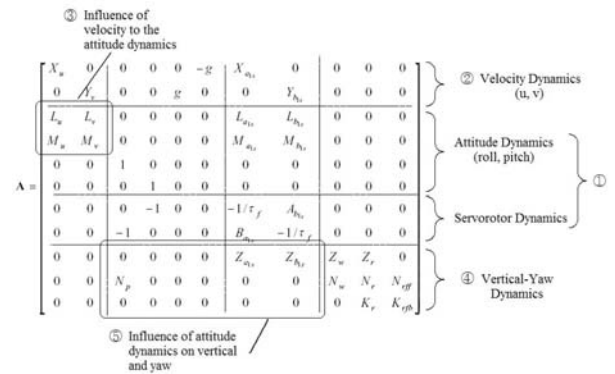 ③ Influence of
velocity to the
attitude dynamics
X_u 0 0 0 0 -g X_{a_{1s}} 0 0 0 0
0 Y_v 0 0 g 0 0 Y_{b_{1s}} 0 0 0
② Velocity Dynamics
(u, v)
L_u L_v 0 0 0 0 L_{a_{1s}} L_{b_{1s}} 0 0 0
M_u M_v 0 0 0 0 M_{a_{1s}} M_{b_{1s}} 0 0 0
0 0 1 0 0 0 0 0 0 0 0
0 0 0 1 0 0 0 0 0 0 0
Attitude Dynamics
(roll, pitch)
①
A =
0 0 0 -1 0 0 -1/τ_f A_{b_{1s}} 0 0 0
0 0 -1 0 0 0 B_{a_{1s}} -1/τ_f 0 0 0
Servorotor Dynamics
0 0 0 0 0 0 Z_{a_{1s}} Z_{b_{1s}} Z_w Z_r 0
0 0 N_p 0 0 0 0 0 N_w N_r N_{rff}
0 0 0 0 0 0 0 0 0 K_r K_{rfb}
④ Vertical-Yaw
Dynamics
⑤ Influence of attitude
dynamics on vertical
and yaw